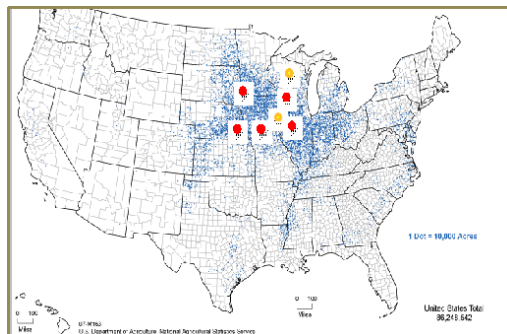 1 Dot = 10,000 Acres
0 100
Miles
0 100
Miles
United States Total
86,248,542
U.S. Department of Agriculture, National Agricultural Statistics Service